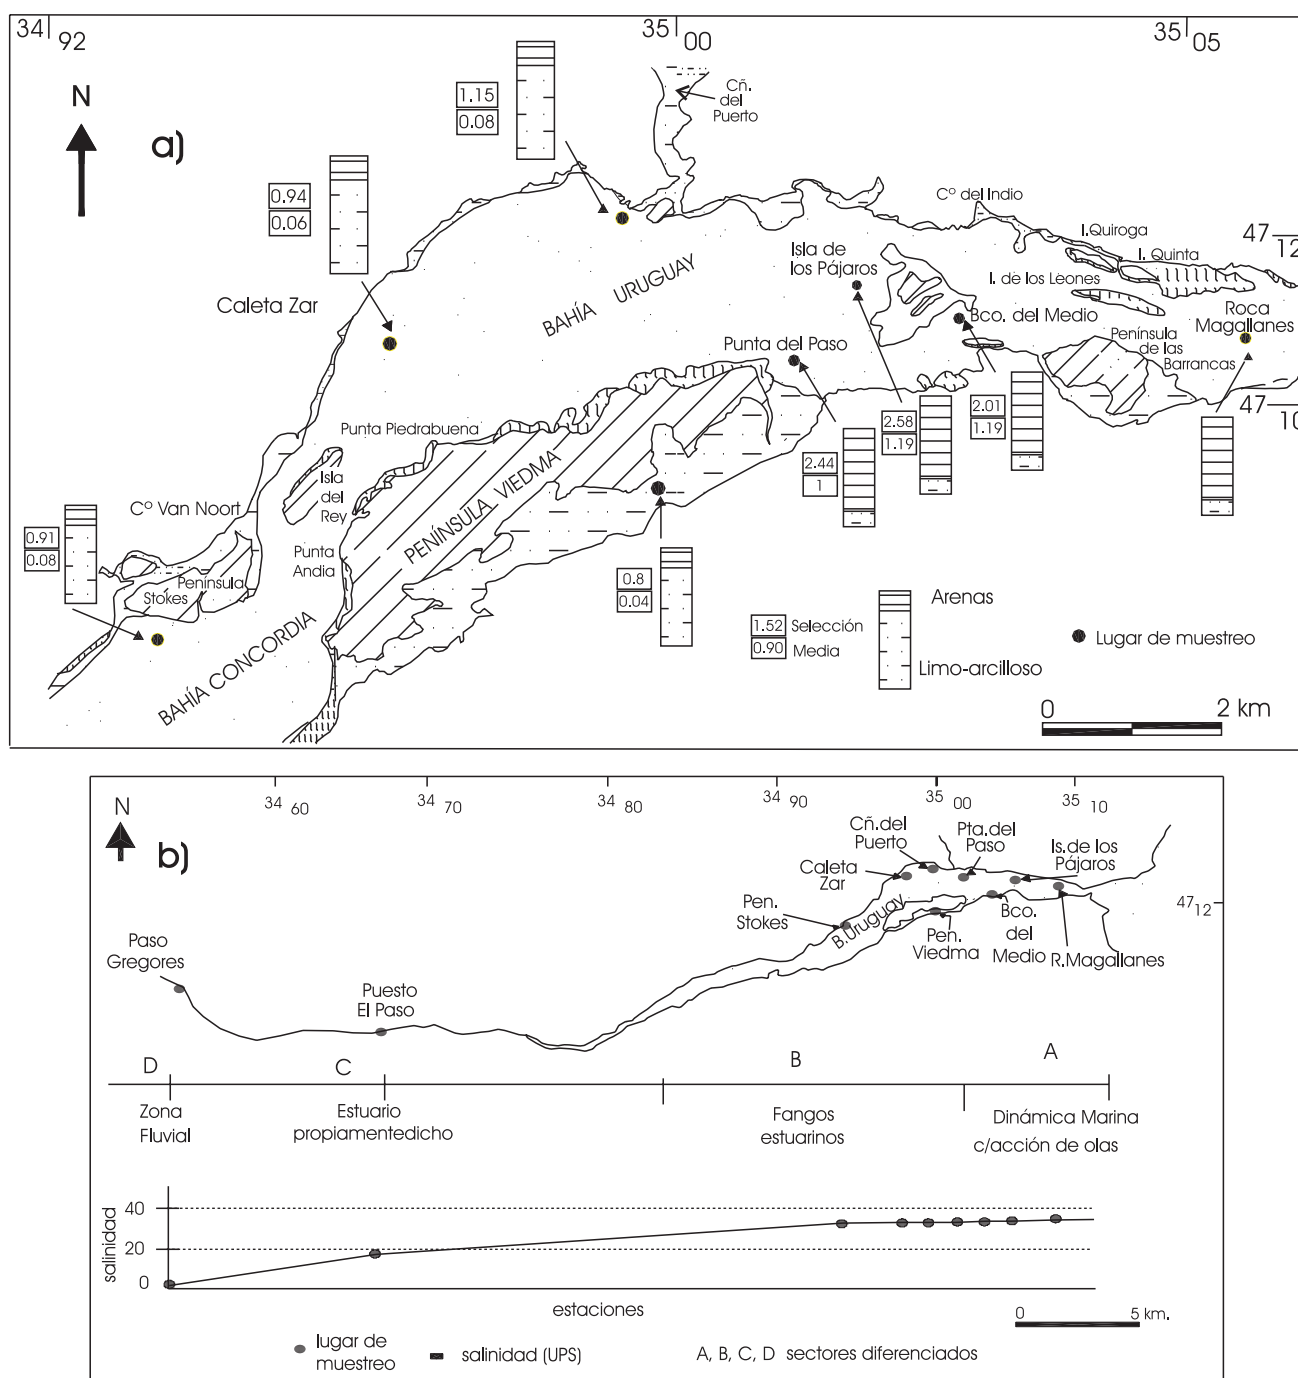 34 92
35 00
35 05
N
a)
1.15
0.08
Cñ.
del
Puerto
0.94
0.06
Cº del Indio
I.Quiroga
I. Quinta
47
12
Isla de
los Pájaros
I. de los Leones
BAHÍA URUGUAY
Caleta Zar
Bco. del Medio
Roca
Magallanes
Punta del Paso
Península
de las
Barrancas
47
10
2.58
1.19
2.01
1.19
Punta Piedrabuena
2.44
1
Isla
del
Rey
PENÍNSULA VIEDMA
Cº Van Noort
0.91
0.08
Punta
Andia
Península
Stokes
0.8
0.04
BAHÍA CONCORDIA
1.52 Selección
0.90 Media
Arenas
Limo-arcilloso
Lugar de muestreo
0 2 km
34 60
34 70
34 80
34 90
35 00
35 10
N
b)
Cñ.del
Puerto
Pta.del
Paso
Is.de los
Pájaros
Caleta
Zar
Pen.
Stokes
B.Uruguay
47 12
Pen.
Viedma
Bco.
del
Medio
R.Magallanes
Paso
Gregores
Puesto
El Paso
D
C
B
A
Zona
Fluvial
Estuario
propiamentedicho
Fangos
estuarinos
Dinámica Marina
c/acción de olas
salinidad
40
20
0
estaciones
0 5 km.
lugar de
muestreo
salinidad (UPS)
A, B, C, D sectores diferenciados